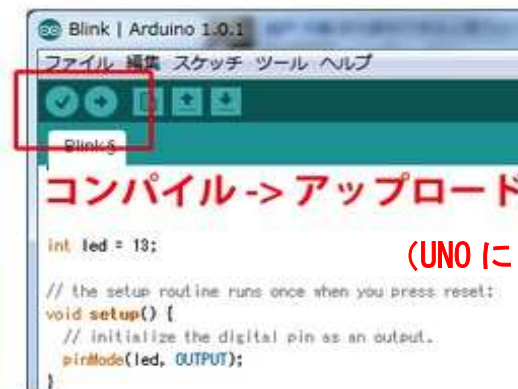 Blink | Arduino 1.0.1
ファイル 編集 スケッチ ツール ヘルプ
Blink§
コンパイル -> アップロード
int led = 13;
(UNO に
// the setup routine runs once when you press reset:
void setup() {
// initialize the digital pin as an output.
pinMode(led, OUTPUT);
}